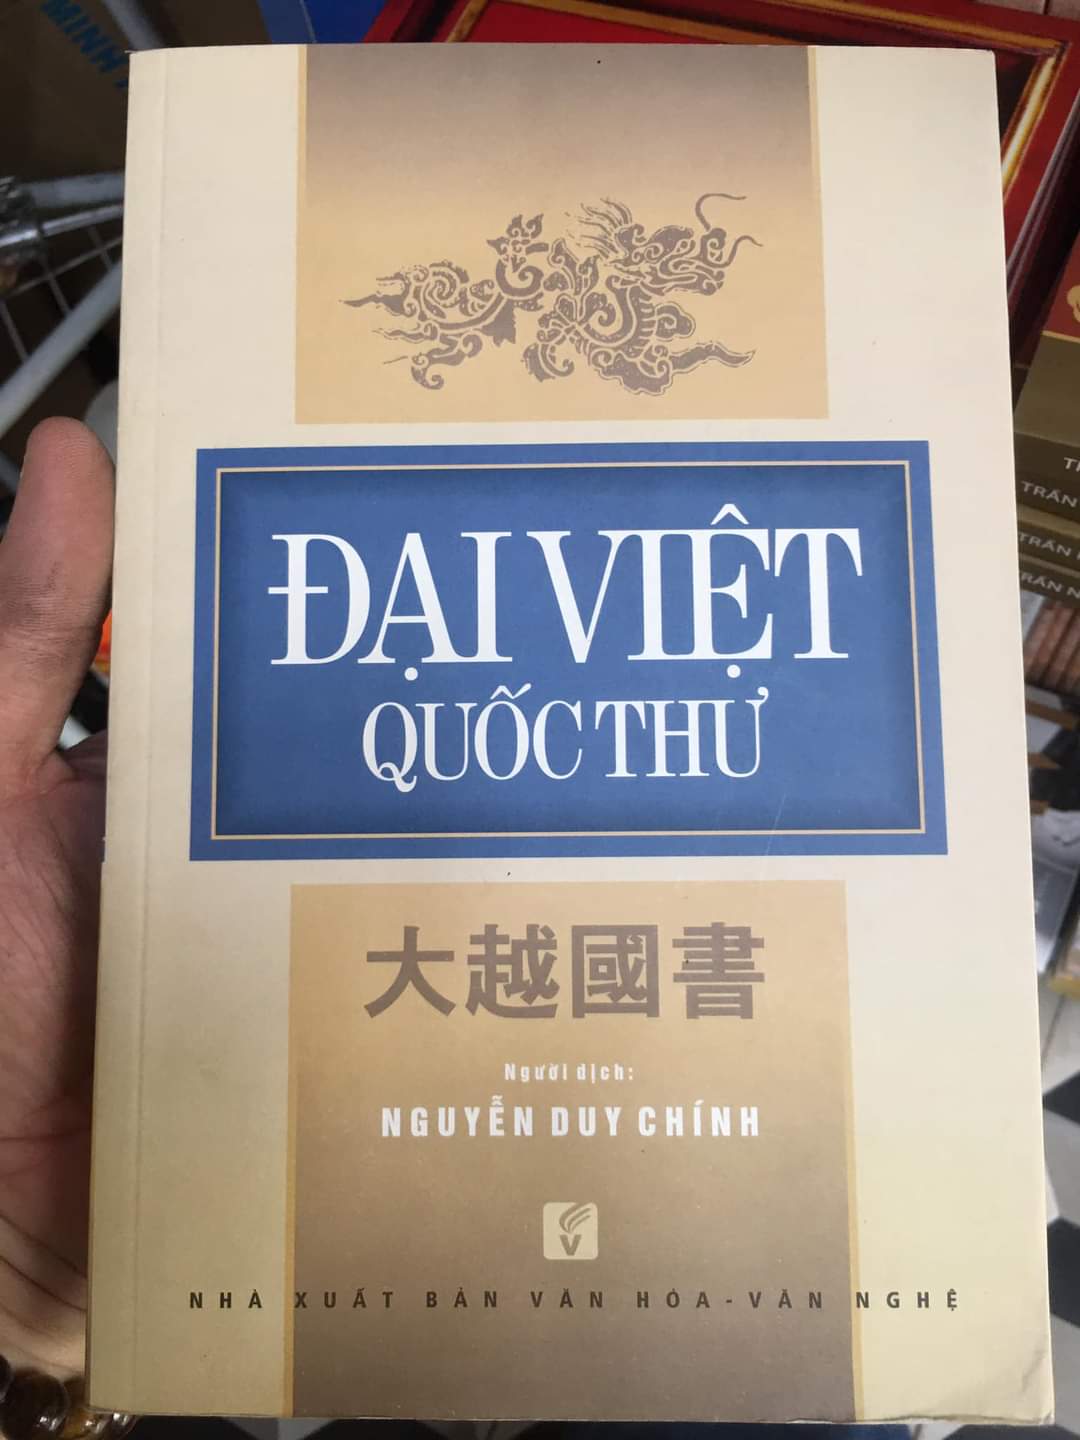 ĐẠI VIỆT
QUỐC THƯ
大越國書
Người dịch:
NGUYỄN DUY CHÍNH
V
NHÀ XUẤT BẢN VĂN HÓA-VĂN NGHỆ
MINH
TRẦN
TRẦN
TRẦN N